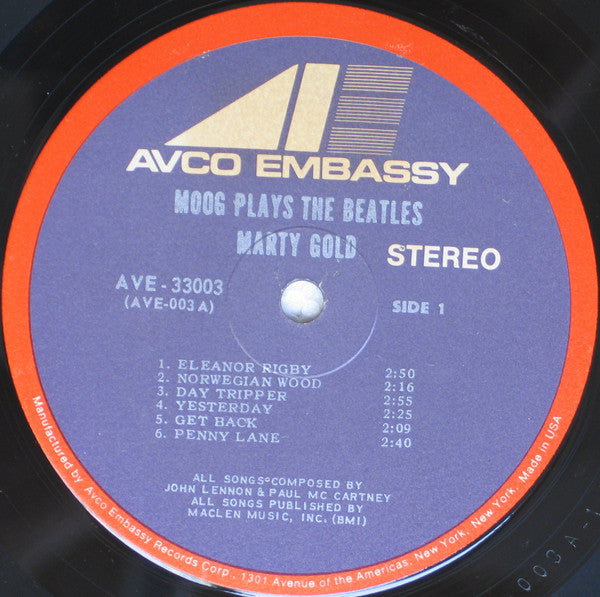 AVCO EMBASSY
MOOG PLAYS THE BEATLES
MARTY GOLD
STEREO
AVE-33003
(AVE-003 A)
SIDE 1
1. ELEANOR RIGBY 2:50
2. NORWEGIAN WOOD 2:16
3. DAY TRIPPER 2:55
4. YESTERDAY 2:25
5. GET BACK 2:09
6. PENNY LANE 2:40
ALL SONGS COMPOSED BY
JOHN LENNON & PAUL MC CARTNEY
ALL SONGS PUBLISHED BY
MACLEN MUSIC, INC. (BMI)
Manufactured by Avco Embassy Records Corp. - 1301 Avenue of the Americas, New York, New York. Made in USA
003A-1